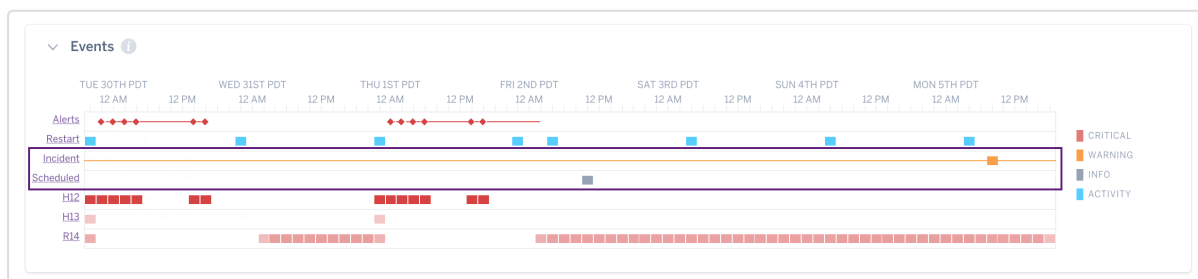 Events i
TUE 30TH PDT WED 31ST PDT THU 1ST PDT FRI 2ND PDT SAT 3RD PDT SUN 4TH PDT MON 5TH PDT
12 AM 12 PM 12 AM 12 PM 12 AM 12 PM 12 AM 12 PM 12 AM 12 PM 12 AM 12 PM 12 AM 12 PM
Alerts
Restart
Incident
Scheduled
H12
H13
R14
CRITICAL
WARNING
INFO
ACTIVITY